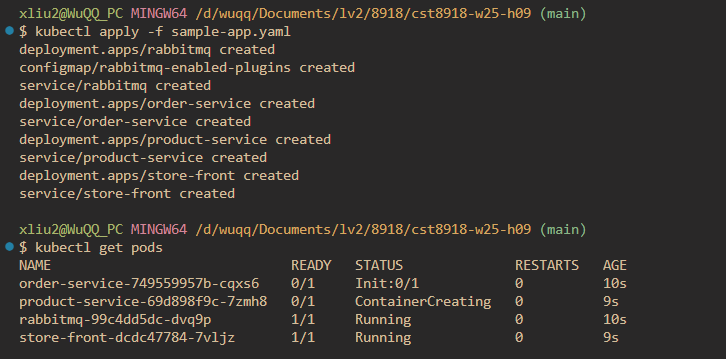 xliu2@WuQQ_PC MINGW64 /d/wuqq/Documents/lv2/8918/cst8918-w25-h09 (main)
$ kubectl apply -f sample-app.yaml
deployment.apps/rabbitmq created
configmap/rabbitmq-enabled-plugins created
service/rabbitmq created
deployment.apps/order-service created
service/order-service created
deployment.apps/product-service created
service/product-service created
deployment.apps/store-front created
service/store-front created
xliu2@WuQQ_PC MINGW64 /d/wuqq/Documents/lv2/8918/cst8918-w25-h09 (main)
$ kubectl get pods
NAME                               READY   STATUS              RESTARTS   AGE
order-service-749559957b-cqxs6     0/1     Init:0/1            0          10s
product-service-69d898f9c-7zmh8    0/1     ContainerCreating   0          9s
rabbitmq-99c4dd5dc-dvq9p           1/1     Running             0          10s
store-front-dcdc47784-7vljz        1/1     Running             0          9s